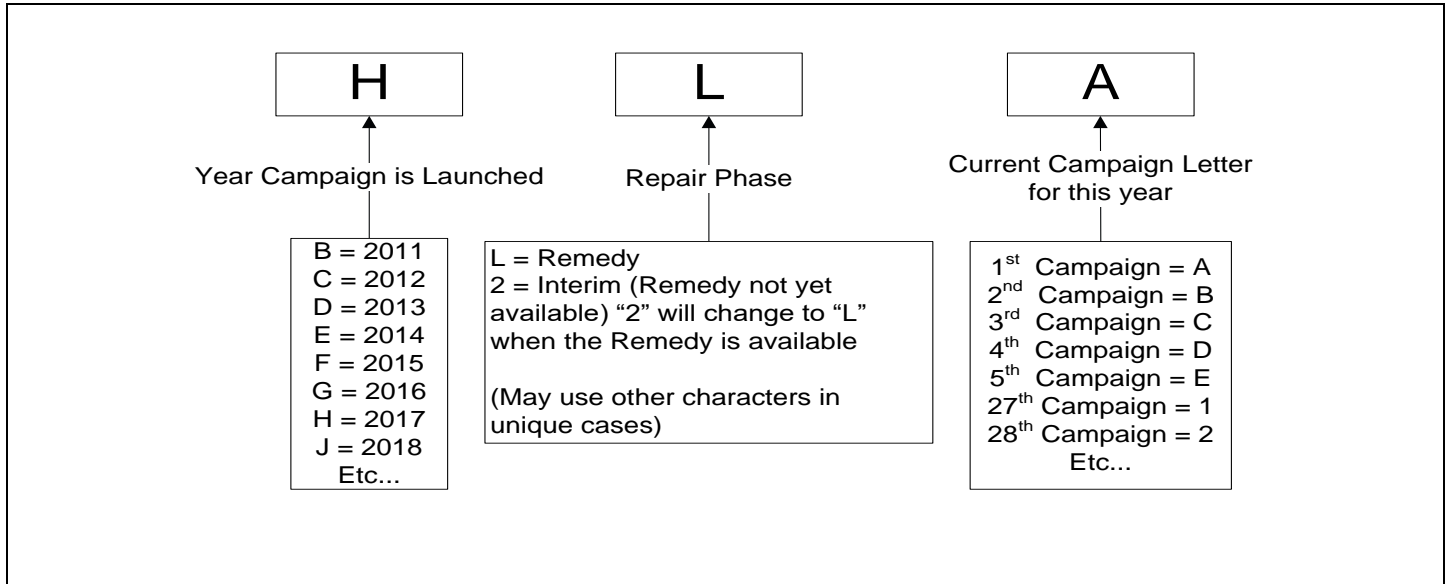 H
L
A
Year Campaign is Launched
Repair Phase
Current Campaign Letter
for this year
B = 2011
C = 2012
D = 2013
E = 2014
F = 2015
G = 2016
H = 2017
J = 2018
Etc...
L = Remedy
2 = Interim (Remedy not yet
available) “2” will change to “L”
when the Remedy is available
(May use other characters in
unique cases)
1st Campaign = A
2nd Campaign = B
3rd Campaign = C
4th Campaign = D
5th Campaign = E
27th Campaign = 1
28th Campaign = 2
Etc...